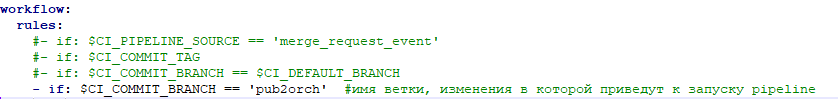 workflow:
  rules:
    #- if: $CI_PIPELINE_SOURCE == 'merge_request_event'
    #- if: $CI_COMMIT_TAG
    #- if: $CI_COMMIT_BRANCH == $CI_DEFAULT_BRANCH
    - if: $CI_COMMIT_BRANCH == 'pub2orch'  #имя ветки, изменения в которой приведут к запуску pipeline